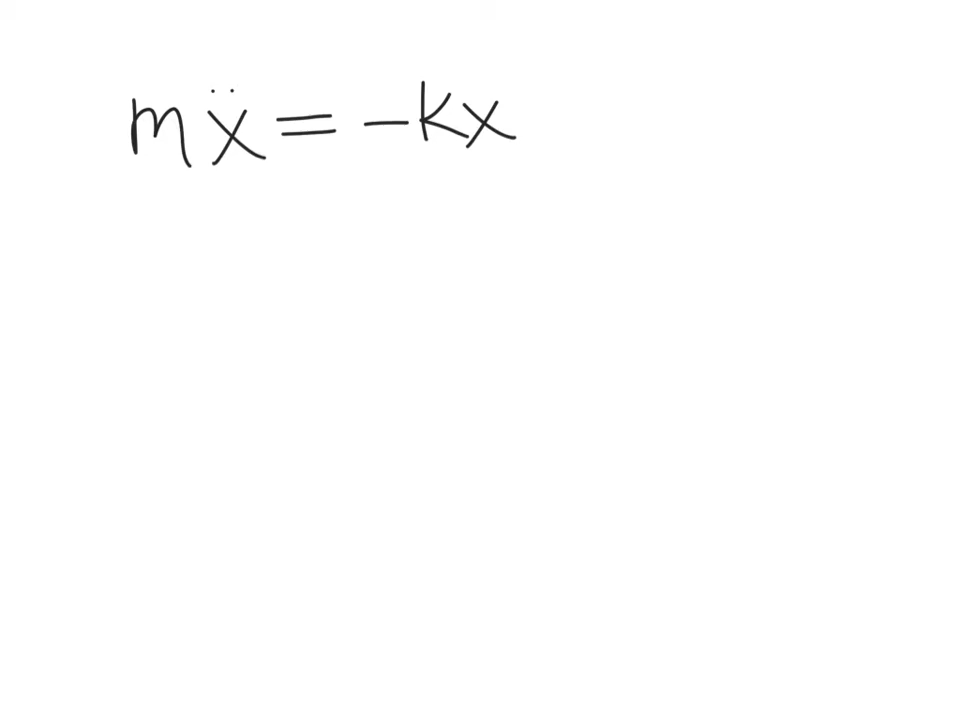 mẍ = -kx